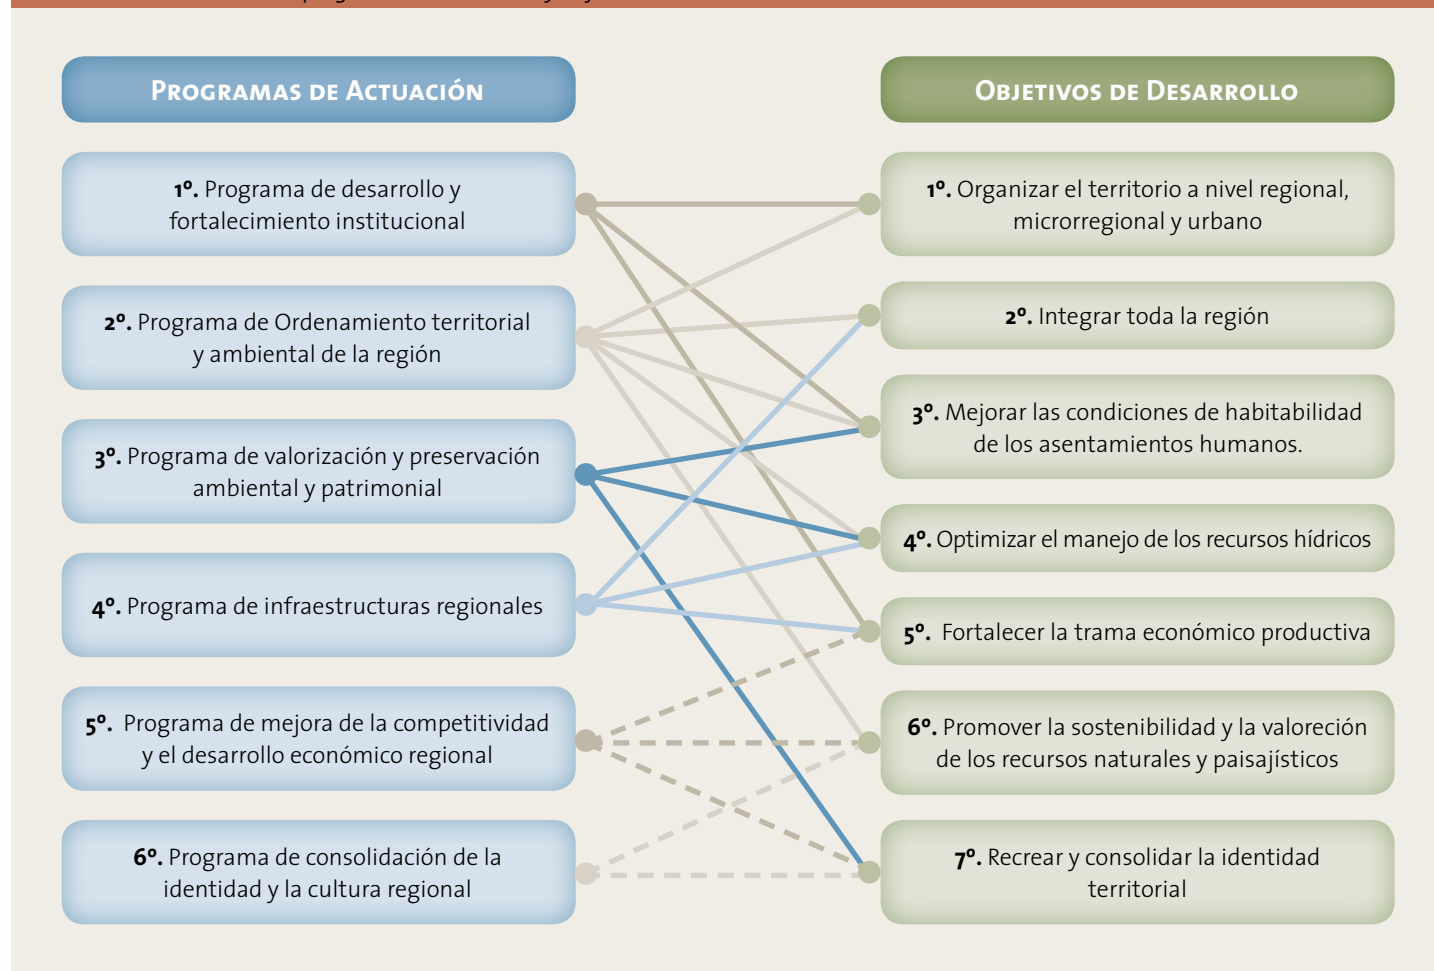 PROGRAMAS DE ACTUACIÓN
1º. Programa de desarrollo y
fortalecimiento institucional
2º. Programa de Ordenamiento territorial
y ambiental de la región
3º. Programa de valorización y preservación
ambiental y patrimonial
4º. Programa de infraestructuras regionales
5º. Programa de mejora de la competitividad
y el desarrollo económico regional
6º. Programa de consolidación de la
identidad y la cultura regional
OBJETIVOS DE DESARROLLO
1º. Organizar el territorio a nivel regional,
microrregional y urbano
2º. Integrar toda la región
3º. Mejorar las condiciones de habitabilidad
de los asentamientos humanos.
4º. Optimizar el manejo de los recursos hídricos
5º. Fortalecer la trama económico productiva
6º. Promover la sostenibilidad y la valoreción
de los recursos naturales y paisajísticos
7º. Recrear y consolidar la identidad
territorial